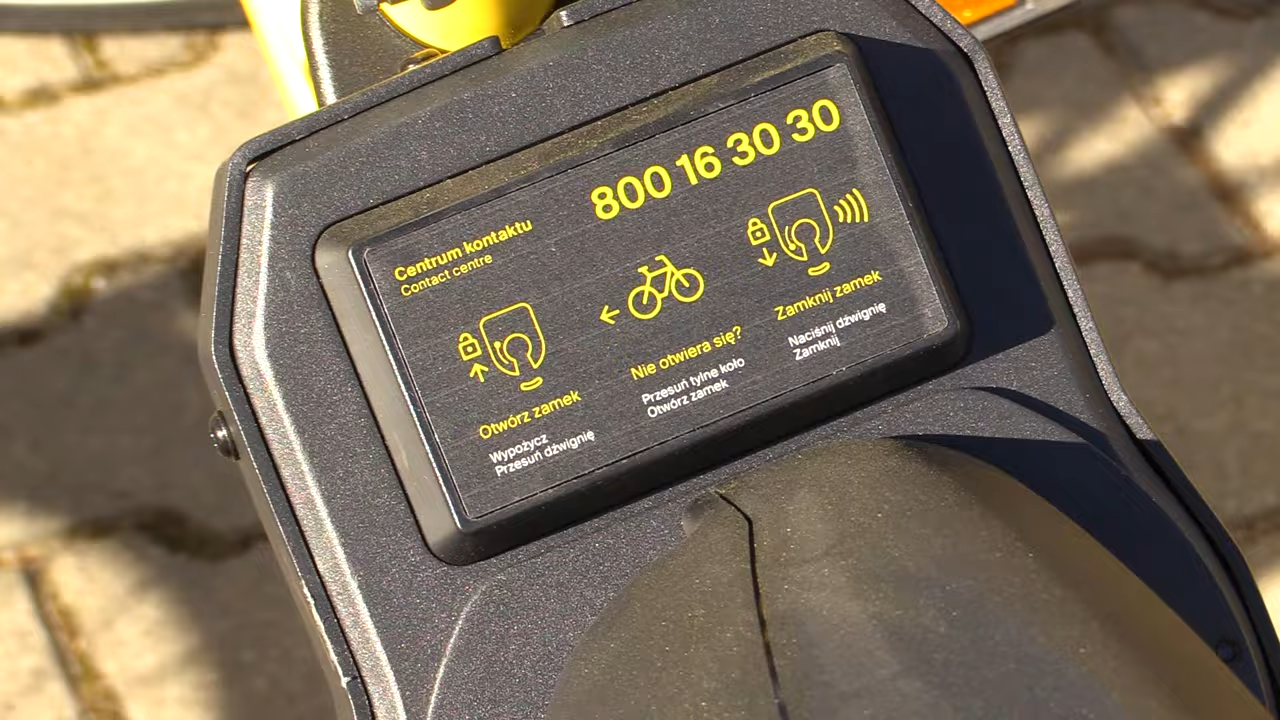 Centrum kontaktu
Contact centre
800 16 30 30
Otwórz zamek
Wypożycz
Przesuń dźwignię
Nie otwiera się?
Przesuń tylne koło
Otwórz zamek
Zamknij zamek
Naciśnij dźwignię
Zamknij